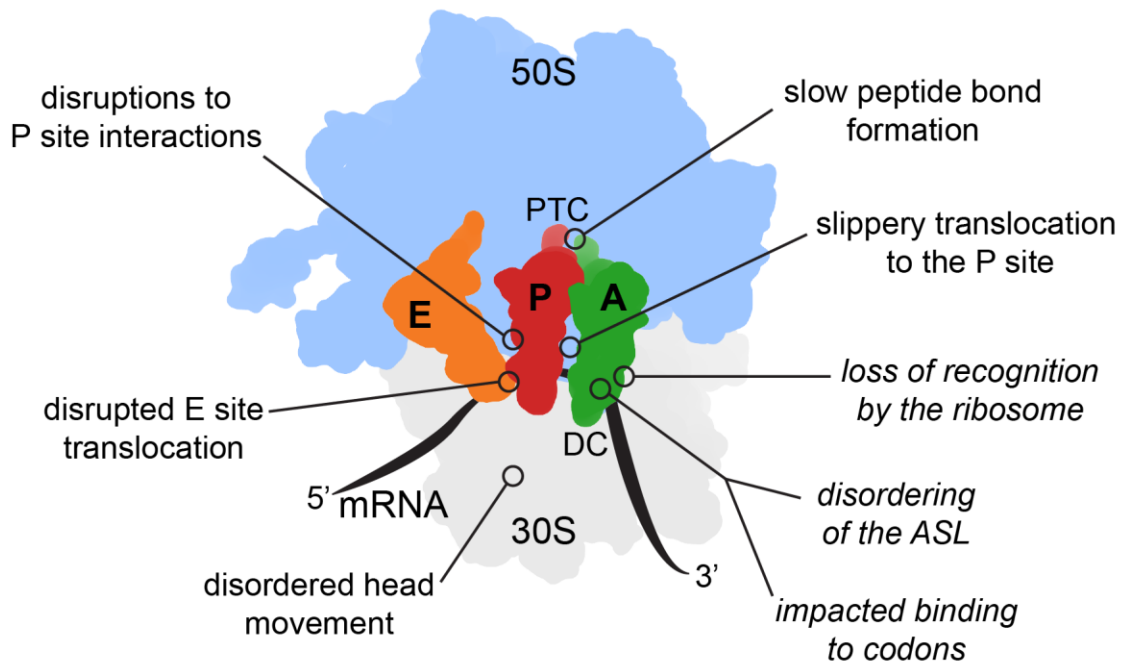 50S
disruptions to
P site interactions
slow peptide bond
formation
PTC
slippery translocation
to the P site
E
P
A
loss of recognition
by the ribosome
disrupted E site
translocation
DC
5’ mRNA
30S
disordering
of the ASL
disordered head
movement
3’
impacted binding
to codons